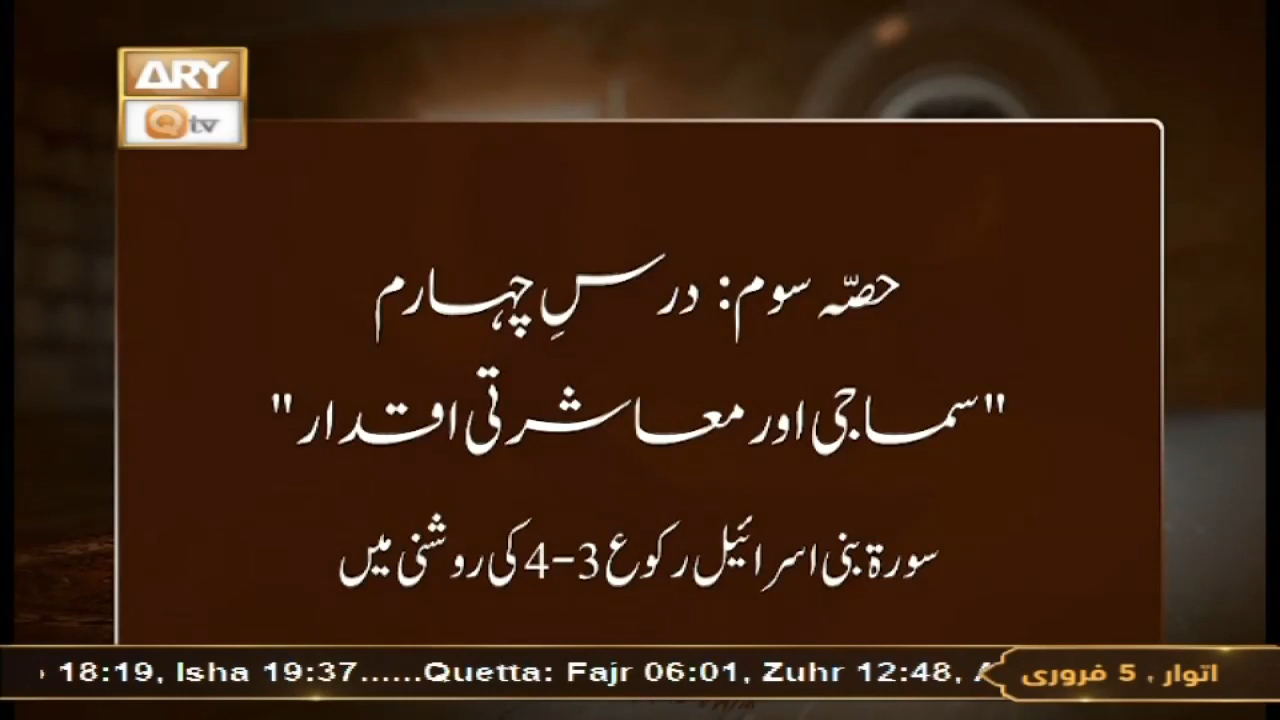 ARY
Qtv
حصّہ سوم: درسِ چہارم
"سماجی اور معاشرتی اقدار"
سورۃ بنی اسرائیل رکوع 3-4 کی روشنی میں
18:19, Isha 19:37......Quetta: Fajr 06:01, Zuhr 12:48,
اتوار , 5 فروری